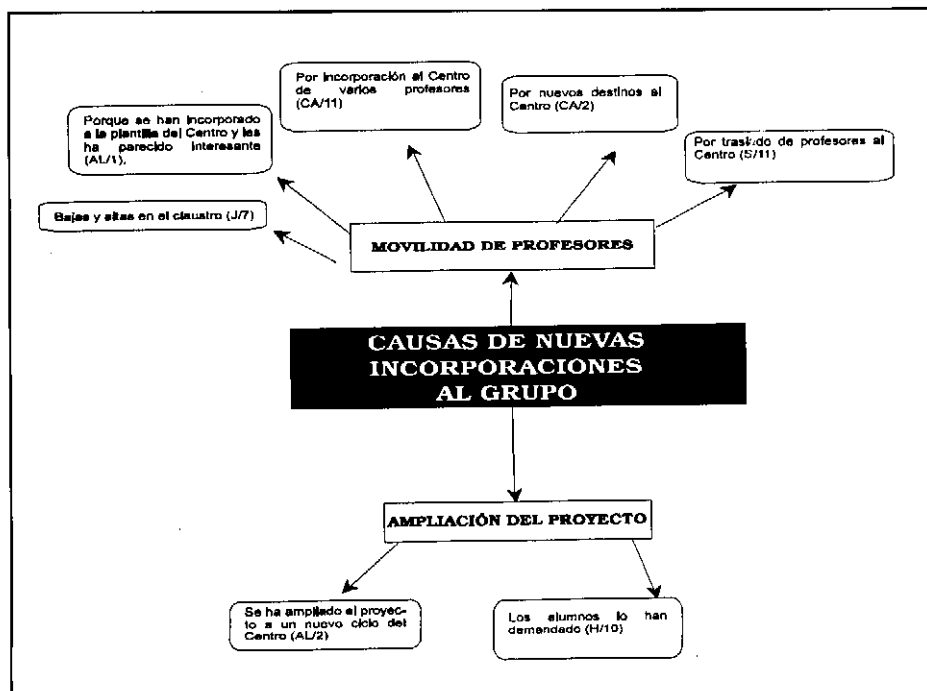 Por incorporación al Centro
de varios profesores
(CA/11)
Por nuevos destinos al
Centro (CA/2)
Porque se han incorporado
a la plantilla del Centro y les
ha parecido interesante
(AL/1).
Por traslado de profesores al
Centro (S/11)
Bajas y altas en el claustro (J/7)
MOVILIDAD DE PROFESORES
CAUSAS DE NUEVAS
INCORPORACIONES
AL GRUPO
AMPLIACIÓN DEL PROYECTO
Se ha ampliado el proyec-
to a un nuevo ciclo del
Centro (AL/2)
Los alumnos lo han
demandado (H/10)